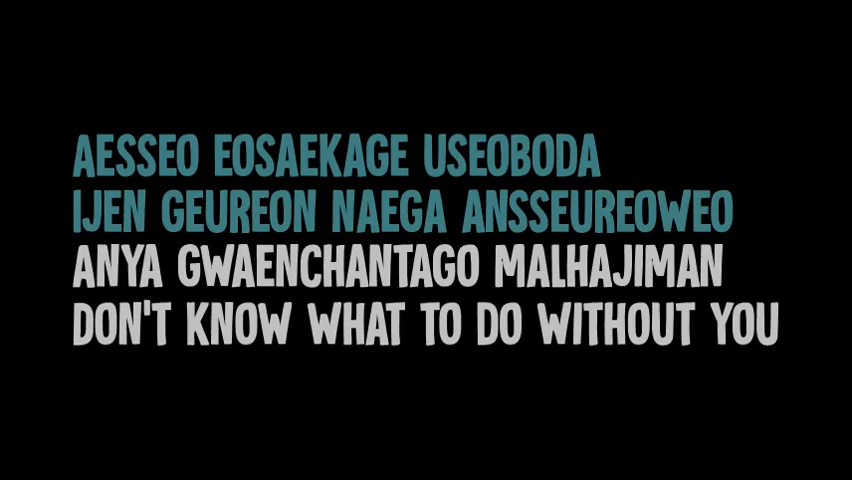 AESSEO EOSAEKAGE USEOBODA
IJEN GEUREON NAEGA ANSSEUREOWEO
ANYA GWAENCHANTAGO MALHAJIMAN
DON'T KNOW WHAT TO DO WITHOUT YOU